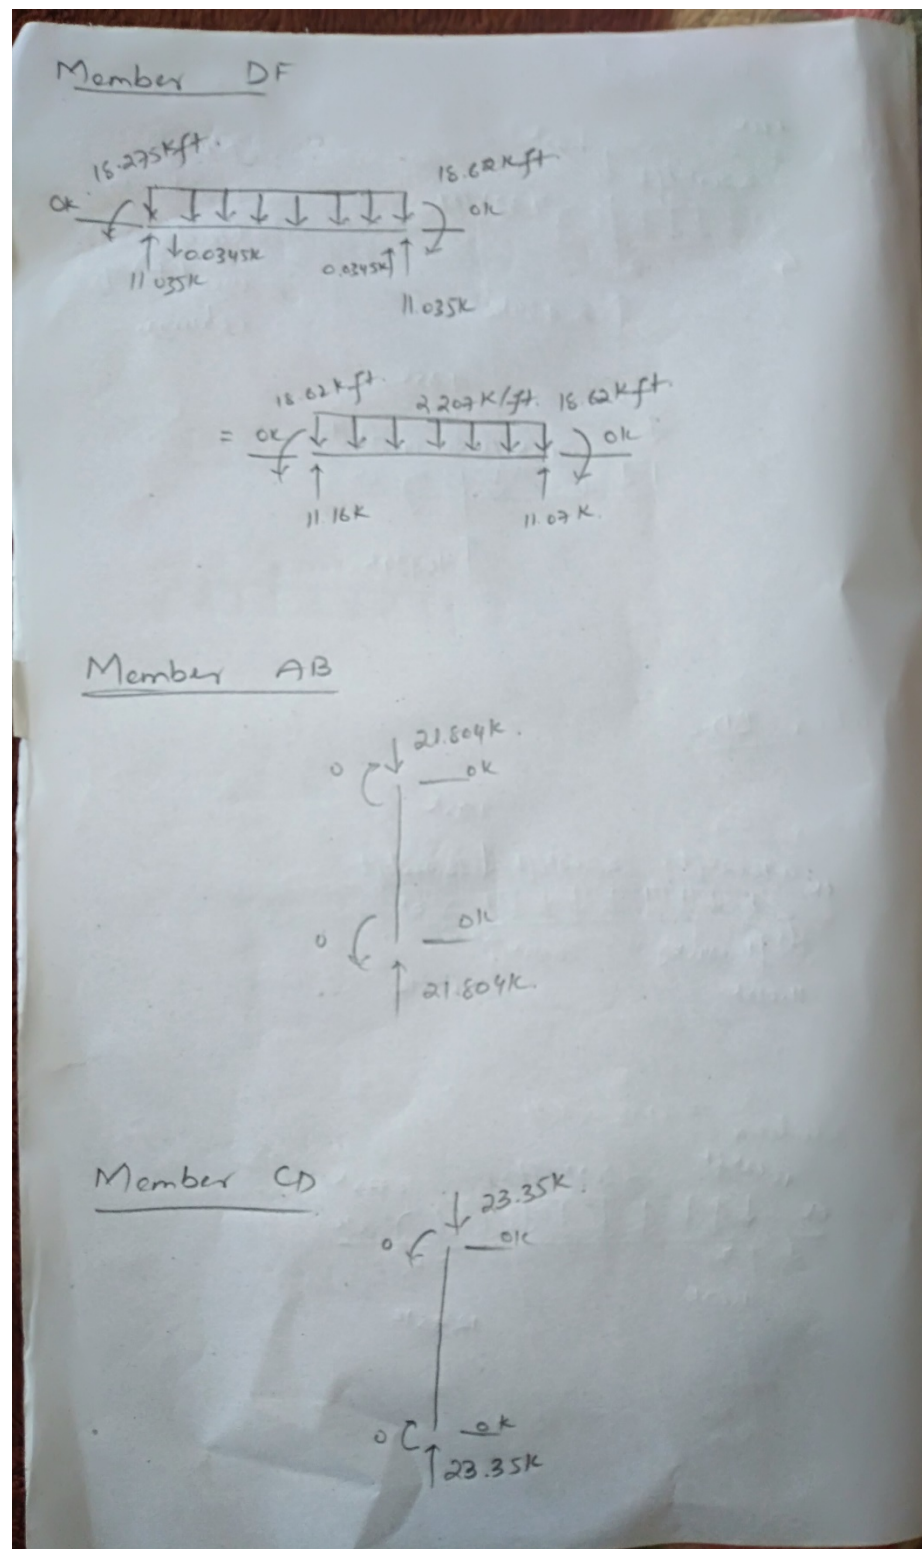 Member DF
18.275Kft. 18.62Kft.
0K 0K
0.0345K 0.0345K
11.035K
11.035K
18.62Kft. 2.207K/ft. 18.62Kft.
= 0K 0K
11.16K 11.07K.
Member AB
21.804K.
0 0K
0 0K
21.804K.
Member CD
23.35K.
0 0K
0 0K
23.35K